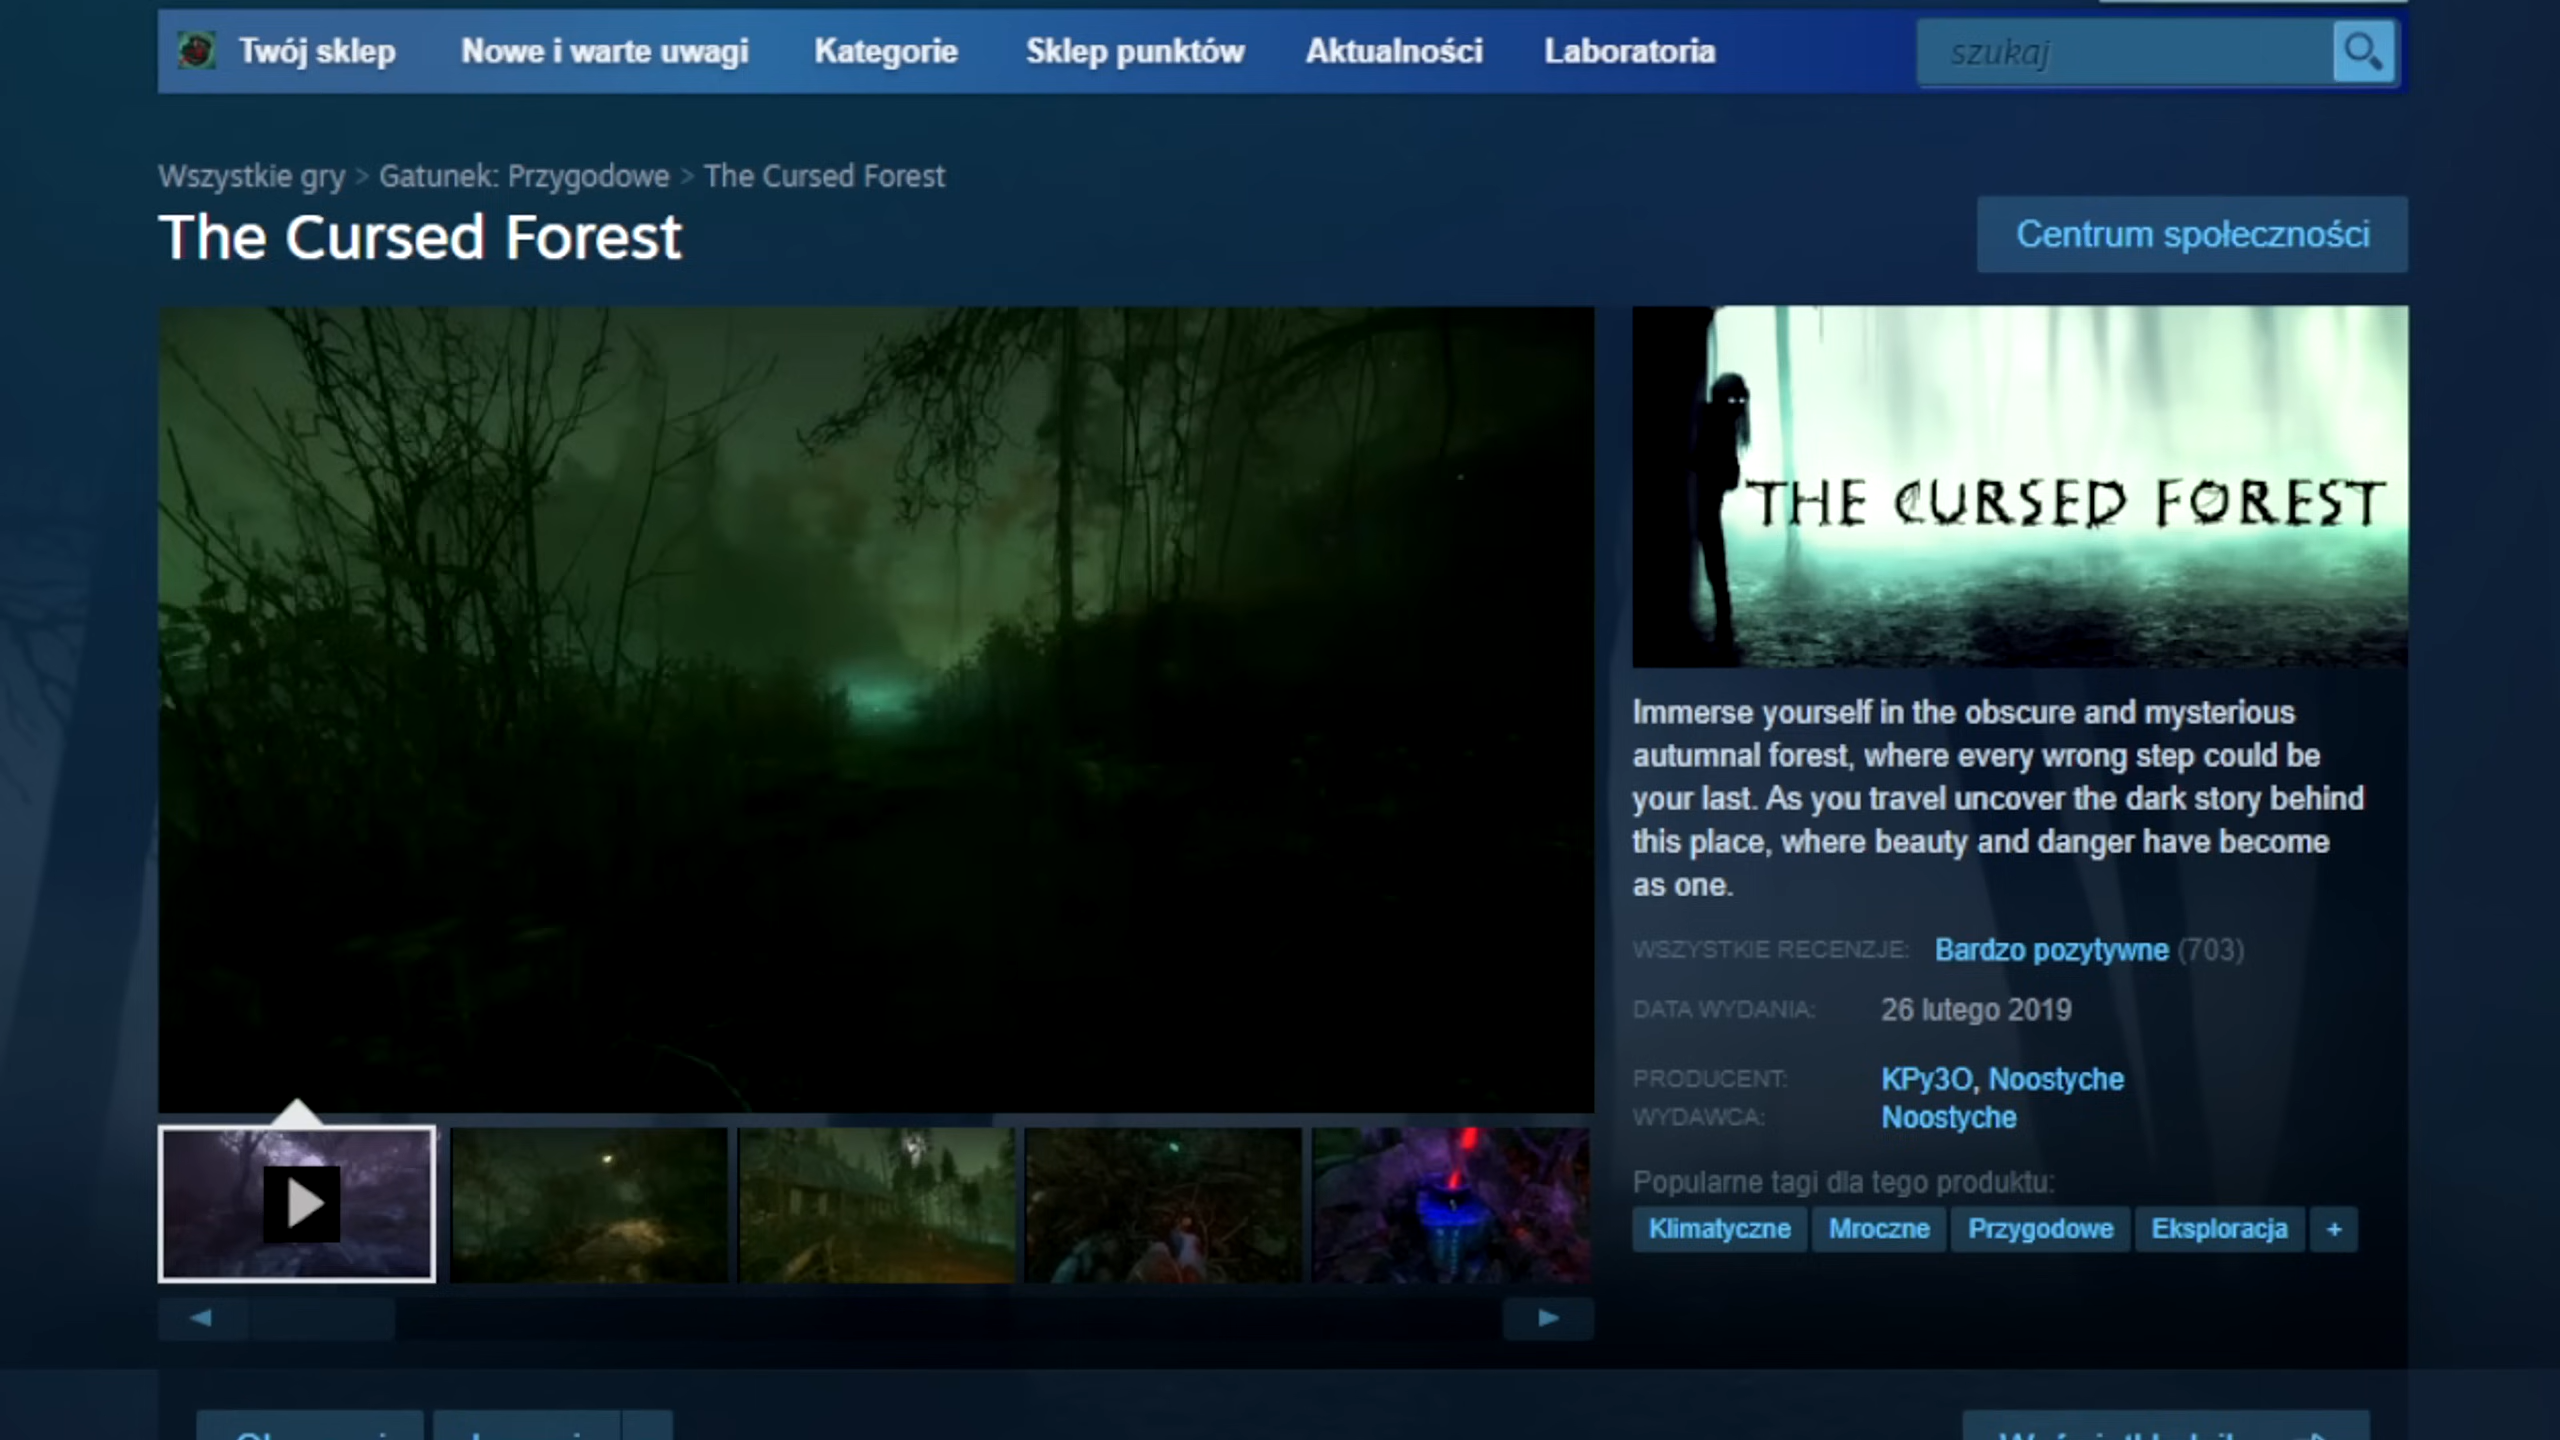 Twój sklep Nowe i warte uwagi Kategorie Sklep punktów Aktualności Laboratoria szukaj
Wszystkie gry > Gatunek: Przygodowe > The Cursed Forest
The Cursed Forest
Centrum społeczności
THE CURSED FOREST
Immerse yourself in the obscure and mysterious
autumnal forest, where every wrong step could be
your last. As you travel uncover the dark story behind
this place, where beauty and danger have become
as one.
WSZYSTKIE RECENZJE: Bardzo pozytywne (703)
DATA WYDANIA: 26 lutego 2019
PRODUCENT: KPy3O, Noostyche
WYDAWCA: Noostyche
Popularne tagi dla tego produktu:
Klimatyczne Mroczne Przygodowe Eksploracja +